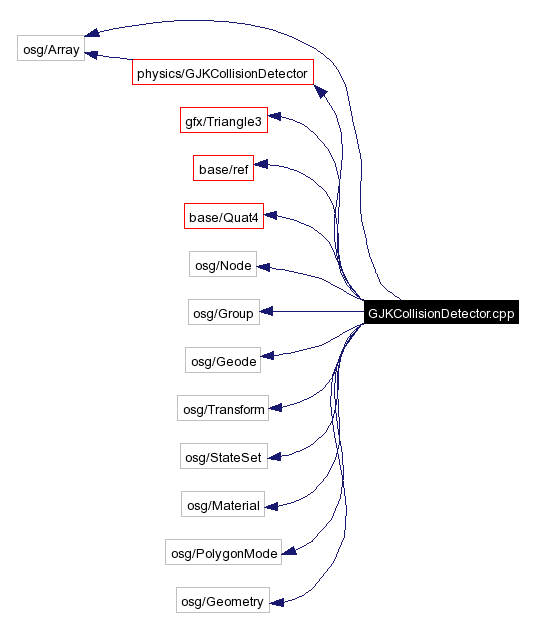 osg/Array
physics/GJKCollisionDetector
gfx/Triangle3
base/ref
base/Quat4
osg/Node
osg/Group
GJKCollisionDetector.cpp
osg/Geode
osg/Transform
osg/StateSet
osg/Material
osg/PolygonMode
osg/Geometry